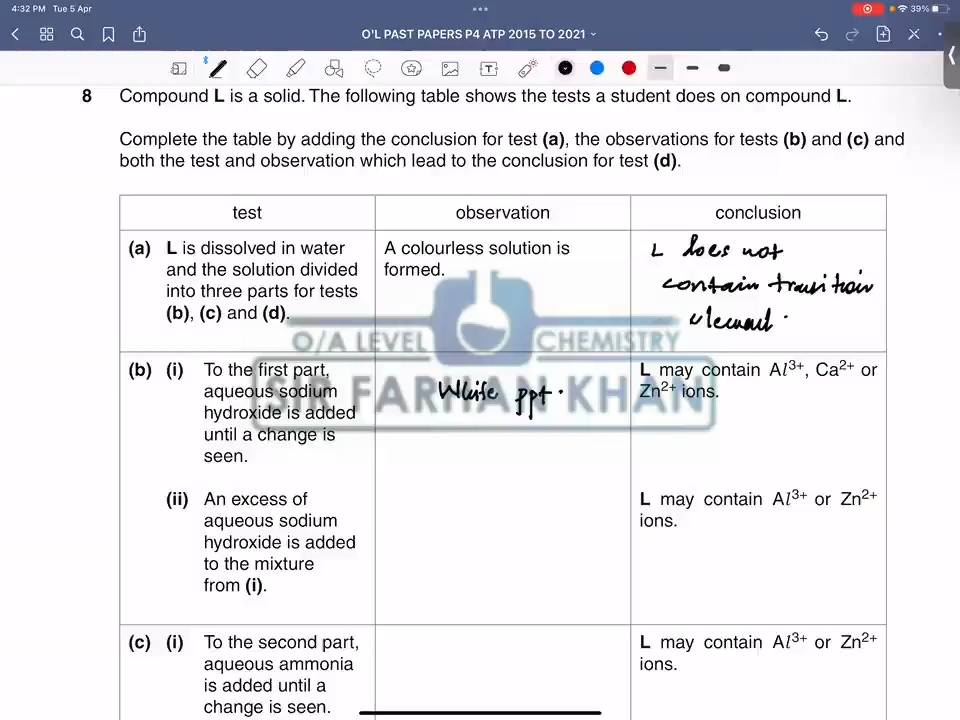 4:32 PM Tue 5 Apr
39%
O'L PAST PAPERS P4 ATP 2015 TO 2021
8 Compound L is a solid. The following table shows the tests a student does on compound L.
Complete the table by adding the conclusion for test (a), the observations for tests (b) and (c) and
both the test and observation which lead to the conclusion for test (d).
test observation conclusion
(a) L is dissolved in water
and the solution divided
into three parts for tests
(b), (c) and (d).
A colourless solution is
formed.
L does not
contain transition
element.
(b) (i) To the first part,
aqueous sodium
hydroxide is added
until a change is
seen.
White ppt.
L may contain Al³⁺, Ca²⁺ or
Zn²⁺ ions.
(ii) An excess of
aqueous sodium
hydroxide is added
to the mixture
from (i).
L may contain Al³⁺ or Zn²⁺
ions.
(c) (i) To the second part,
aqueous ammonia
is added until a
change is seen.
L may contain Al³⁺ or Zn²⁺
ions.
O/A LEVEL CHEMISTRY
SIR FARHAN KHAN